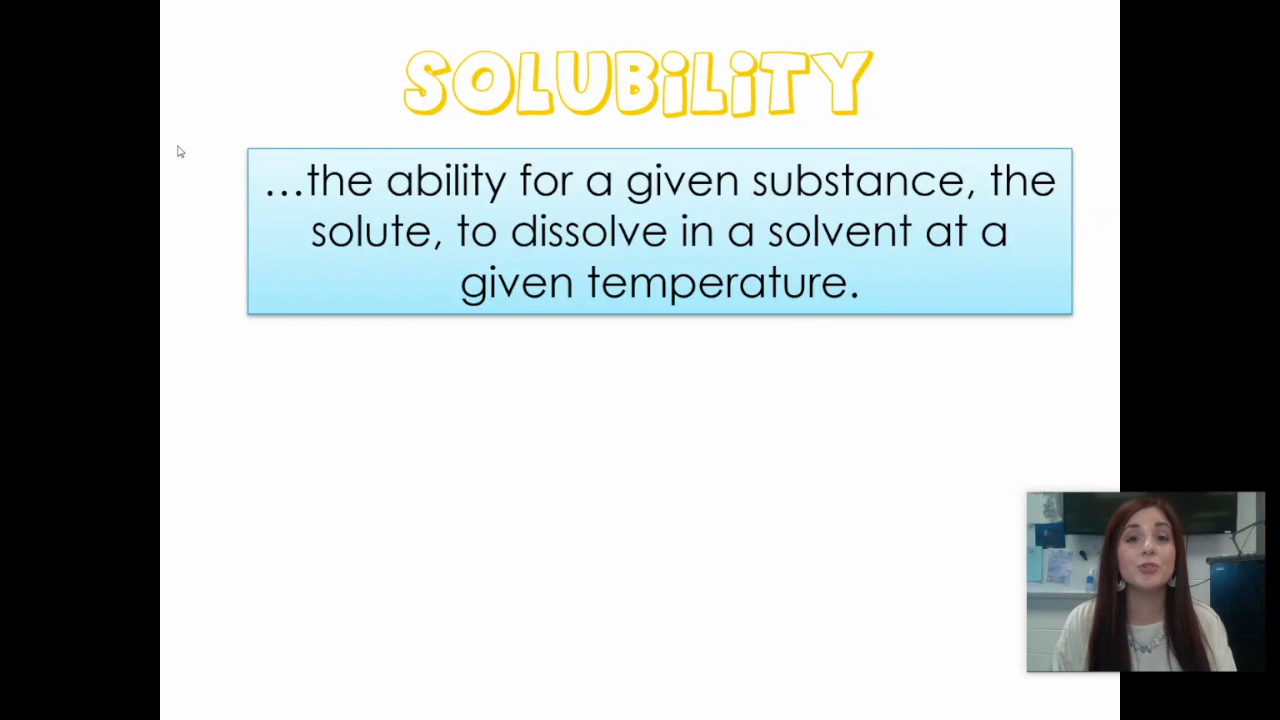 SOLUBiLiTY
...the ability for a given substance, the
solute, to dissolve in a solvent at a
given temperature.